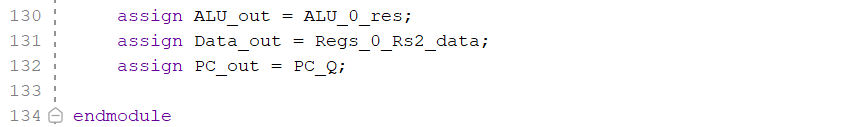 130 assign ALU_out = ALU_0_res;
131 assign Data_out = Regs_0_Rs2_data;
132 assign PC_out = PC_Q;
133
134 endmodule